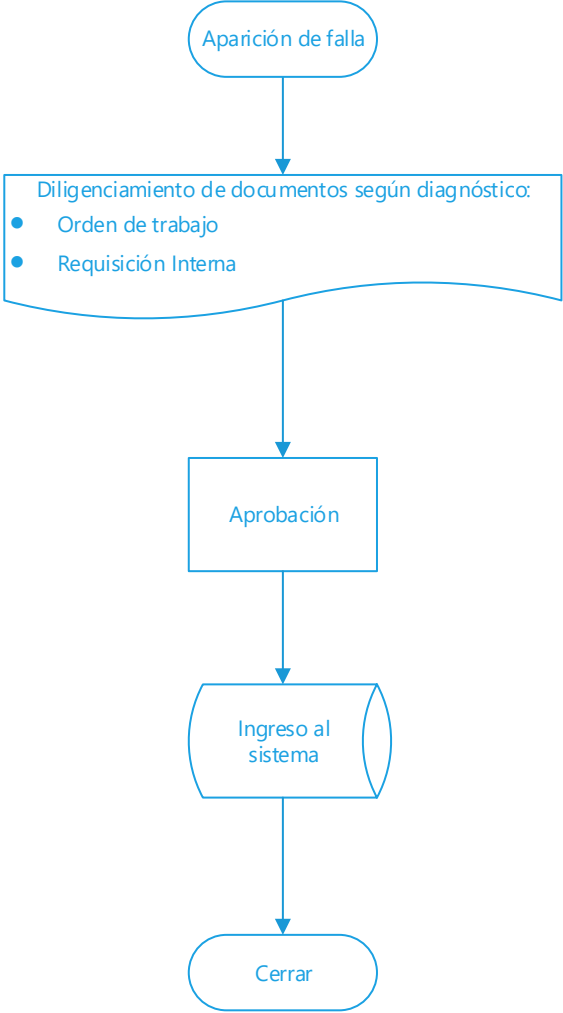 Aparición de falla
Diligenciamiento de documentos según diagnóstico:
● Orden de trabajo
● Requisición Interna
Aprobación
Ingreso al
sistema
Cerrar